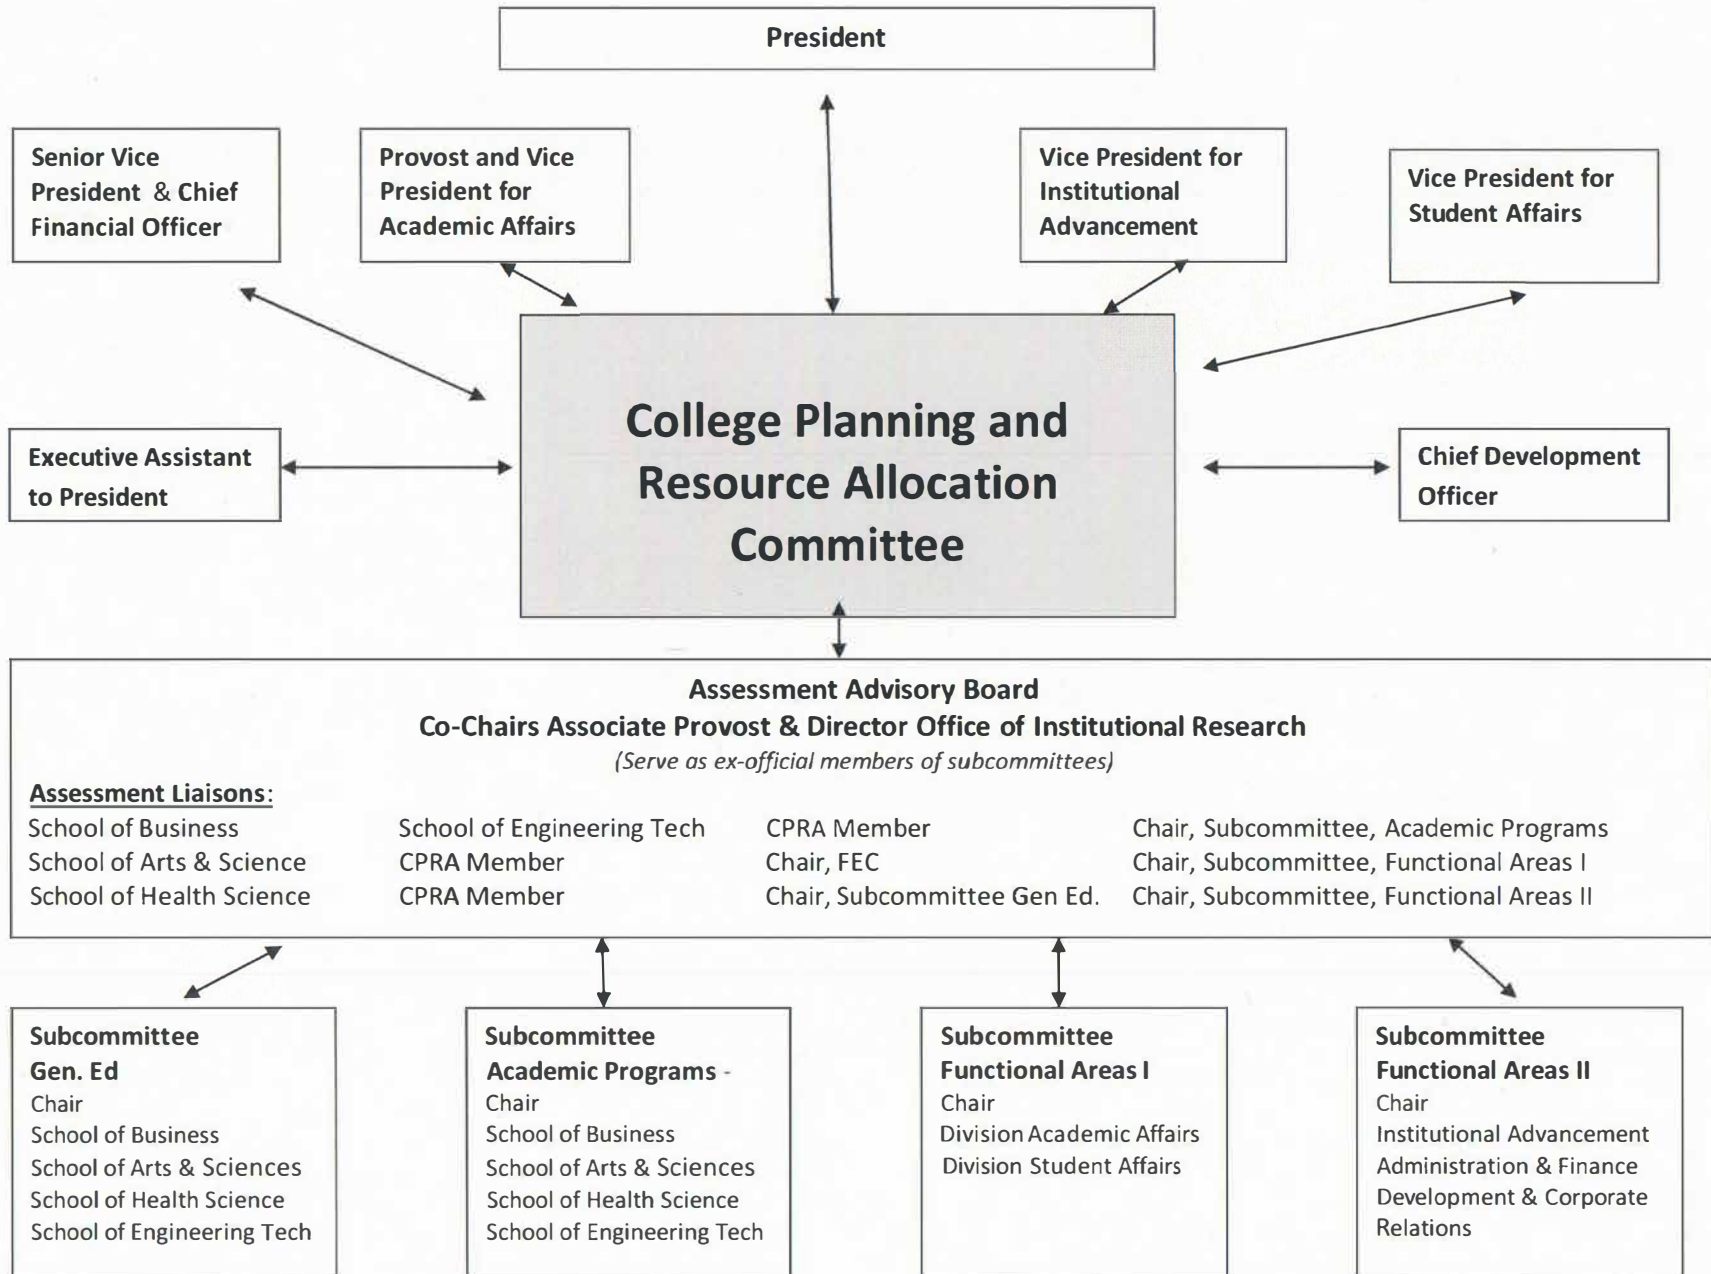 President
Senior Vice
President & Chief
Financial Officer
Provost and Vice
President for
Academic Affairs
Vice President for
Institutional
Advancement
Vice President for
Student Affairs
College Planning and
Resource Allocation
Committee
Executive Assistant
to President
Chief Development
Officer
Assessment Advisory Board
Co-Chairs Associate Provost & Director Office of Institutional Research
(Serve as ex-official members of subcommittees)
Assessment Liaisons:
School of Business
School of Arts & Science
School of Health Science
School of Engineering Tech
CPRA Member
CPRA Member
CPRA Member
Chair, FEC
Chair, Subcommittee Gen Ed.
Chair, Subcommittee, Academic Programs
Chair, Subcommittee, Functional Areas I
Chair, Subcommittee, Functional Areas II
Subcommittee
Gen. Ed
Chair
School of Business
School of Arts & Sciences
School of Health Science
School of Engineering Tech
Subcommittee
Academic Programs -
Chair
School of Business
School of Arts & Sciences
School of Health Science
School of Engineering Tech
Subcommittee
Functional Areas I
Chair
Division Academic Affairs
Division Student Affairs
Subcommittee
Functional Areas II
Chair
Institutional Advancement
Administration & Finance
Development & Corporate
Relations